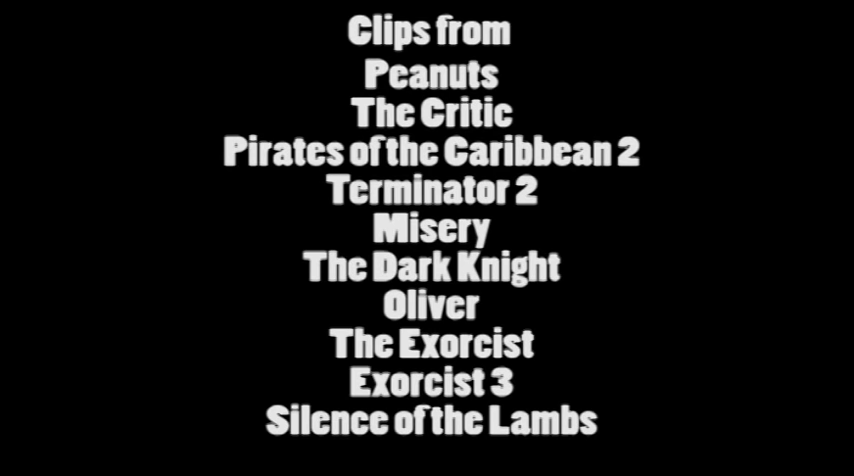 Clips from
Peanuts
The Critic
Pirates of the Caribbean 2
Terminator 2
Misery
The Dark Knight
Oliver
The Exorcist
Exorcist 3
Silence of the Lambs